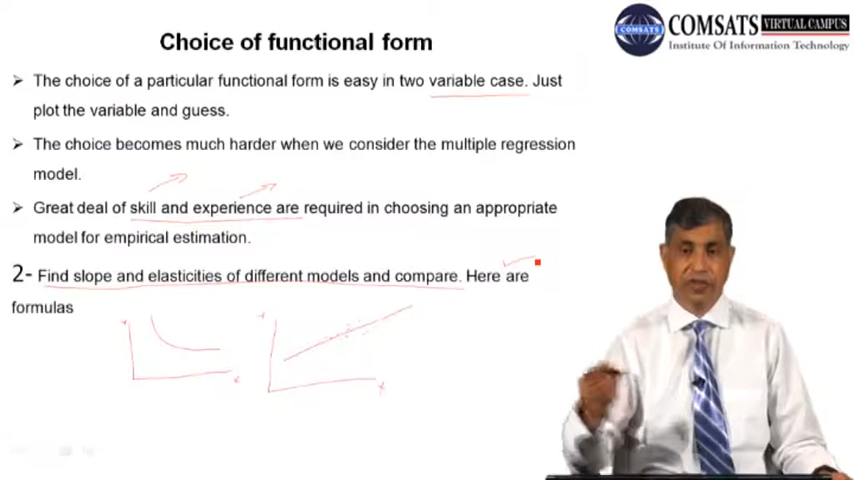 Choice of functional form
COMSATS
VIRTUAL CAMPUS
COMSATS
Institute Of Information Technology
➢ The choice of a particular functional form is easy in two variable case. Just
plot the variable and guess.
➢ The choice becomes much harder when we consider the multiple regression
model.
➢ Great deal of skill and experience are required in choosing an appropriate
model for empirical estimation.
2- Find slope and elasticities of different models and compare. Here are
formulas
Y
X
Y
X